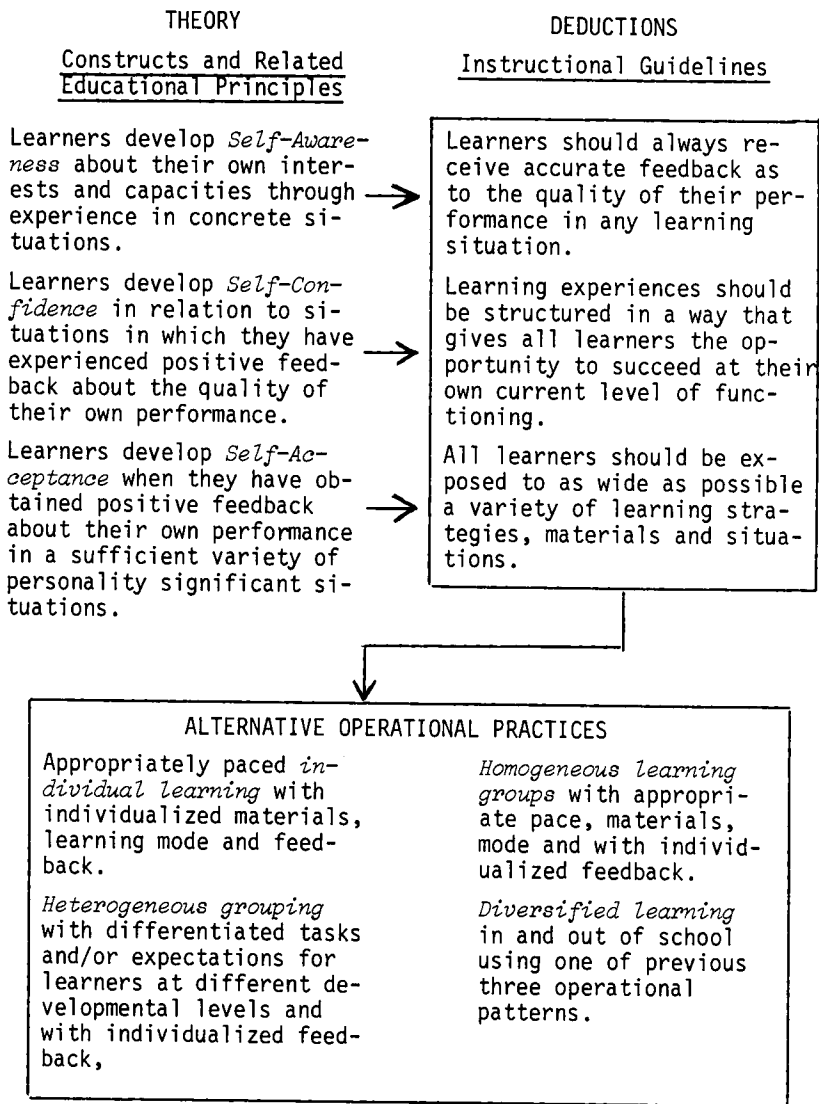 THEORY
Constructs and Related
Educational Principles
Learners develop Self-Aware-
ness about their own inter-
ests and capacities through
experience in concrete si-
tuations.
Learners develop Self-Con-
fidence in relation to si-
tuations in which they have
experienced positive feed-
back about the quality of
their own performance.
Learners develop Self-Ac-
ceptance when they have ob-
tained positive feedback
about their own performance
in a sufficient variety of
personality significant si-
tuations.
DEDUCTIONS
Instructional Guidelines
Learners should always re-
ceive accurate feedback as
to the quality of their per-
formance in any learning
situation.
Learning experiences should
be structured in a way that
gives all learners the op-
portunity to succeed at their
own current level of func-
tioning.
All learners should be ex-
posed to as wide as possible
a variety of learning stra-
tegies, materials and situa-
tions.
ALTERNATIVE OPERATIONAL PRACTICES
Appropriately paced in-
dividual learning with
individualized materials,
learning mode and feed-
back.
Heterogeneous grouping
with differentiated tasks
and/or expectations for
learners at different de-
velopmental levels and
with individualized feed-
back,
Homogeneous learning
groups with appropri-
ate pace, materials,
mode and with individ-
ualized feedback.
Diversified learning
in and out of school
using one of previous
three operational
patterns.